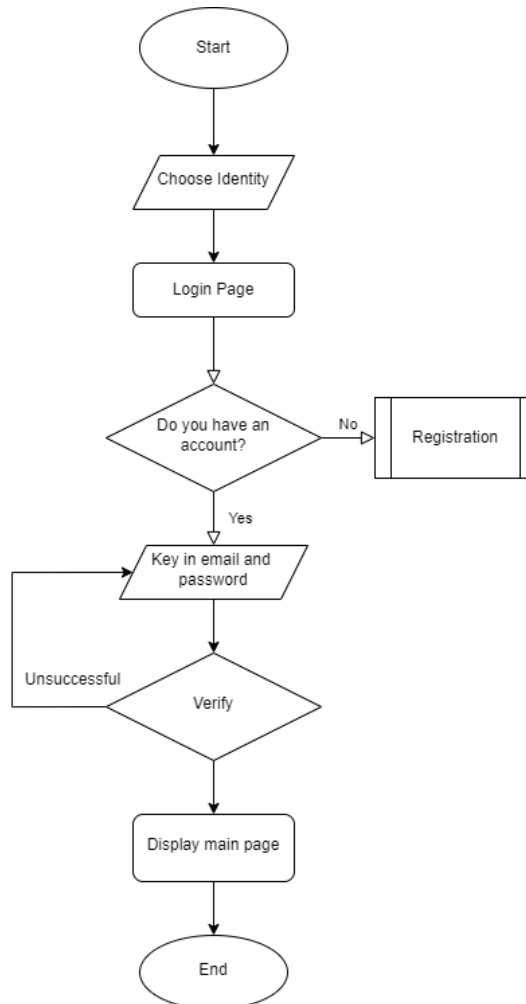 Start
Choose Identity
Login Page
Do you have an
account?
No
Registration
Yes
Key in email and
password
Unsuccessful
Verify
Display main page
End